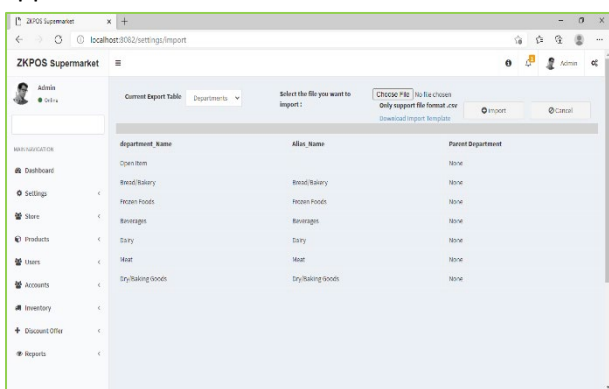 ZKPOS Supermarket
localhost:8082/settings/import
ZKPOS Supermarket
Admin
Admin
Online
Current Export Table
Departments
Select the file you want to
import :
Choose File No file chosen
Only support file format .csv
Download Import Template
Import
Cancel
MAIN NAVIGATION
Dashboard
Settings
Store
Products
Users
Accounts
Inventory
Discount Offer
Reports
department_Name Alias_Name Parent Department
Open Item None
Bread/Bakery Bread/Bakery None
Frozen Foods Frozen Foods None
Beverages Beverages None
Dairy Dairy None
Meat Meat None
Dry/Baking Goods Dry/Baking Goods None